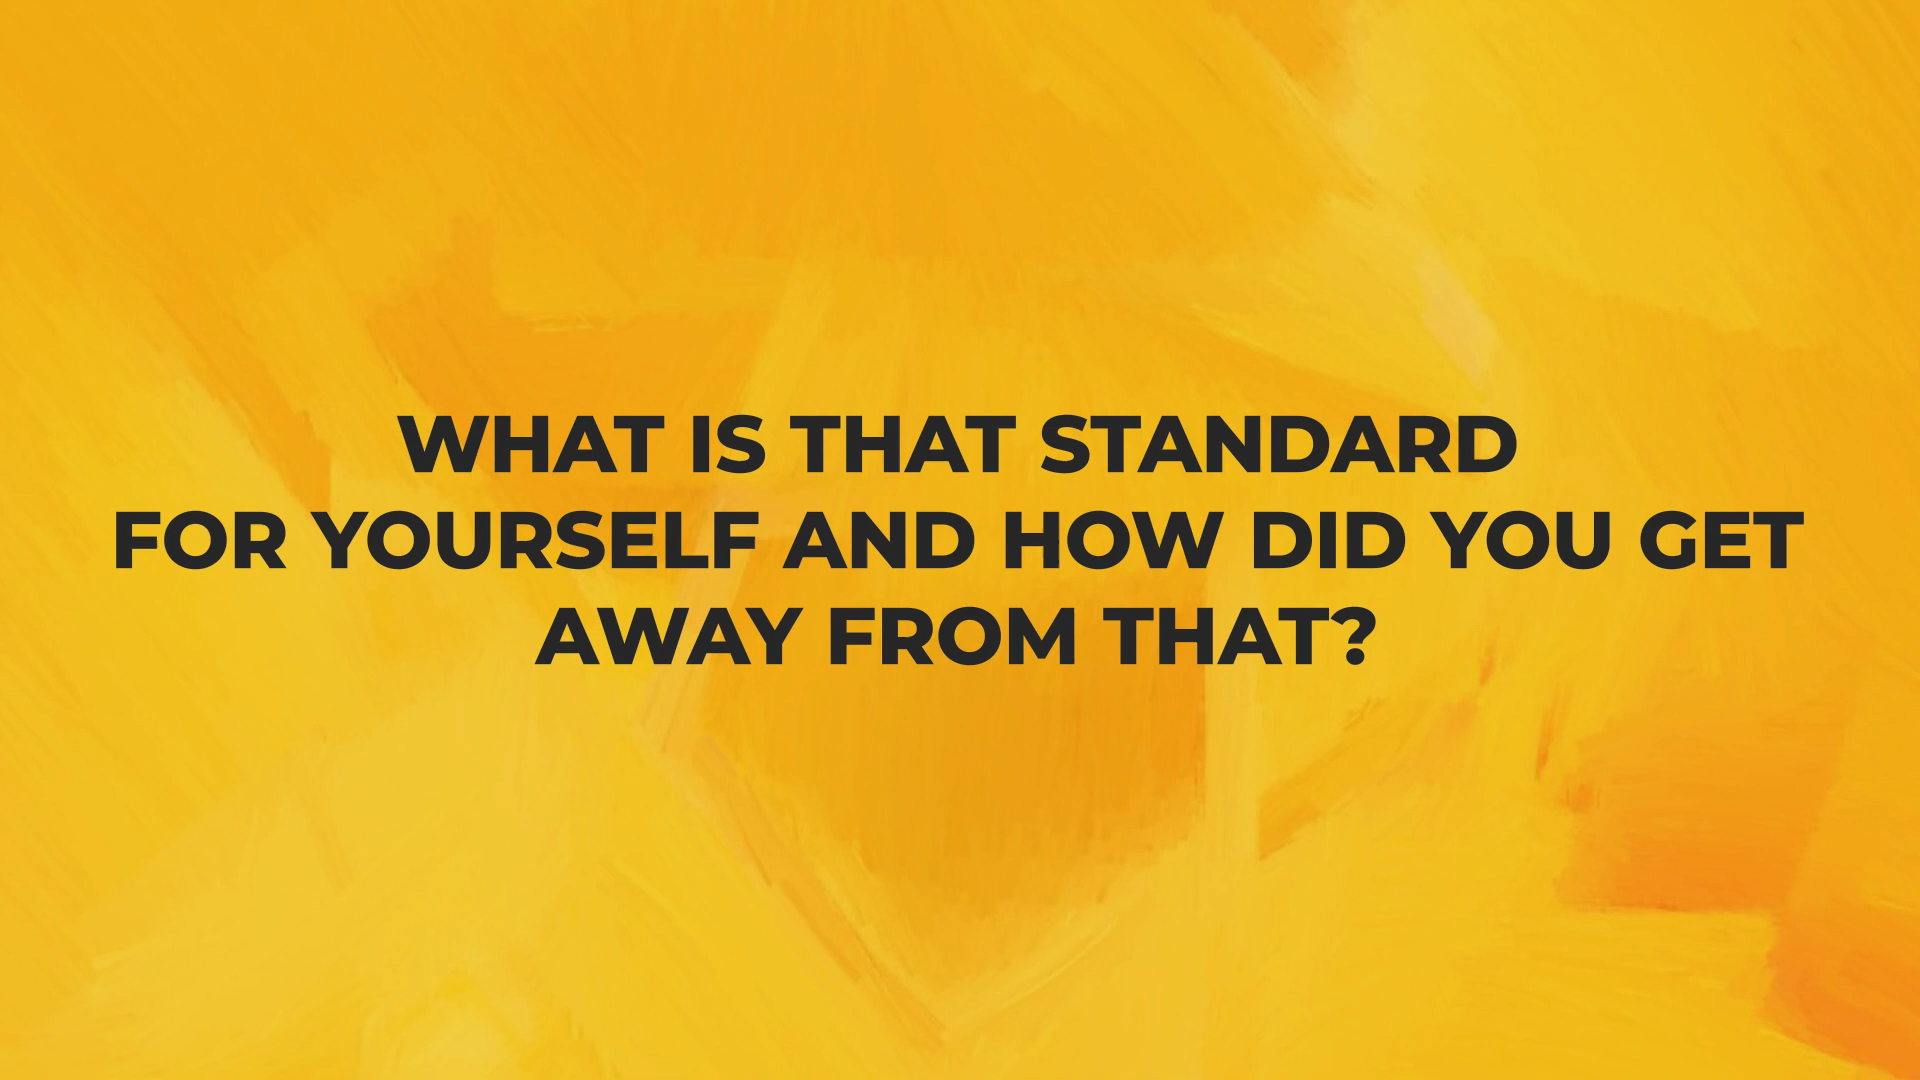 WHAT IS THAT STANDARD
FOR YOURSELF AND HOW DID YOU GET
AWAY FROM THAT?